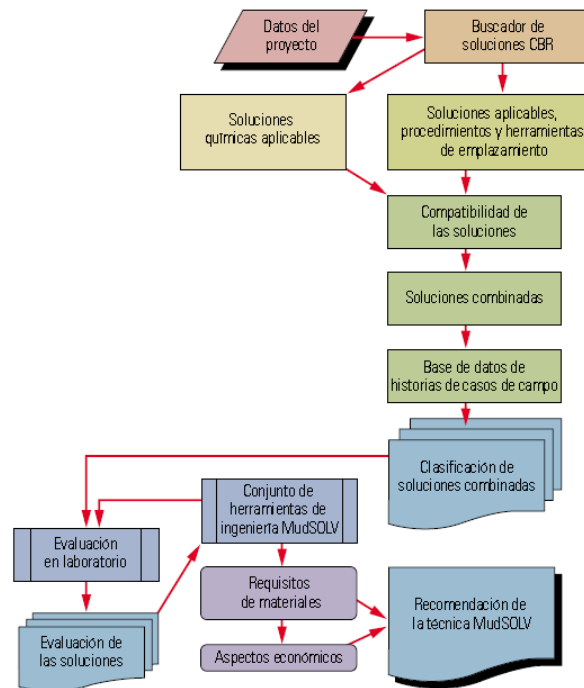 Datos del
proyecto
Buscador de
soluciones CBR
Soluciones
químicas aplicables
Soluciones aplicables,
procedimientos y herramientas
de emplazamiento
Compatibilidad de
las soluciones
Soluciones combinadas
Base de datos de
historias de casos de campo
Clasificación de
soluciones combinadas
Conjunto de
herramientas de
ingeniería MudSOLV
Evaluación
en laboratorio
Requisitos
de materiales
Recomendación de
la técnica MudSOLV
Evaluación de
las soluciones
Aspectos económicos